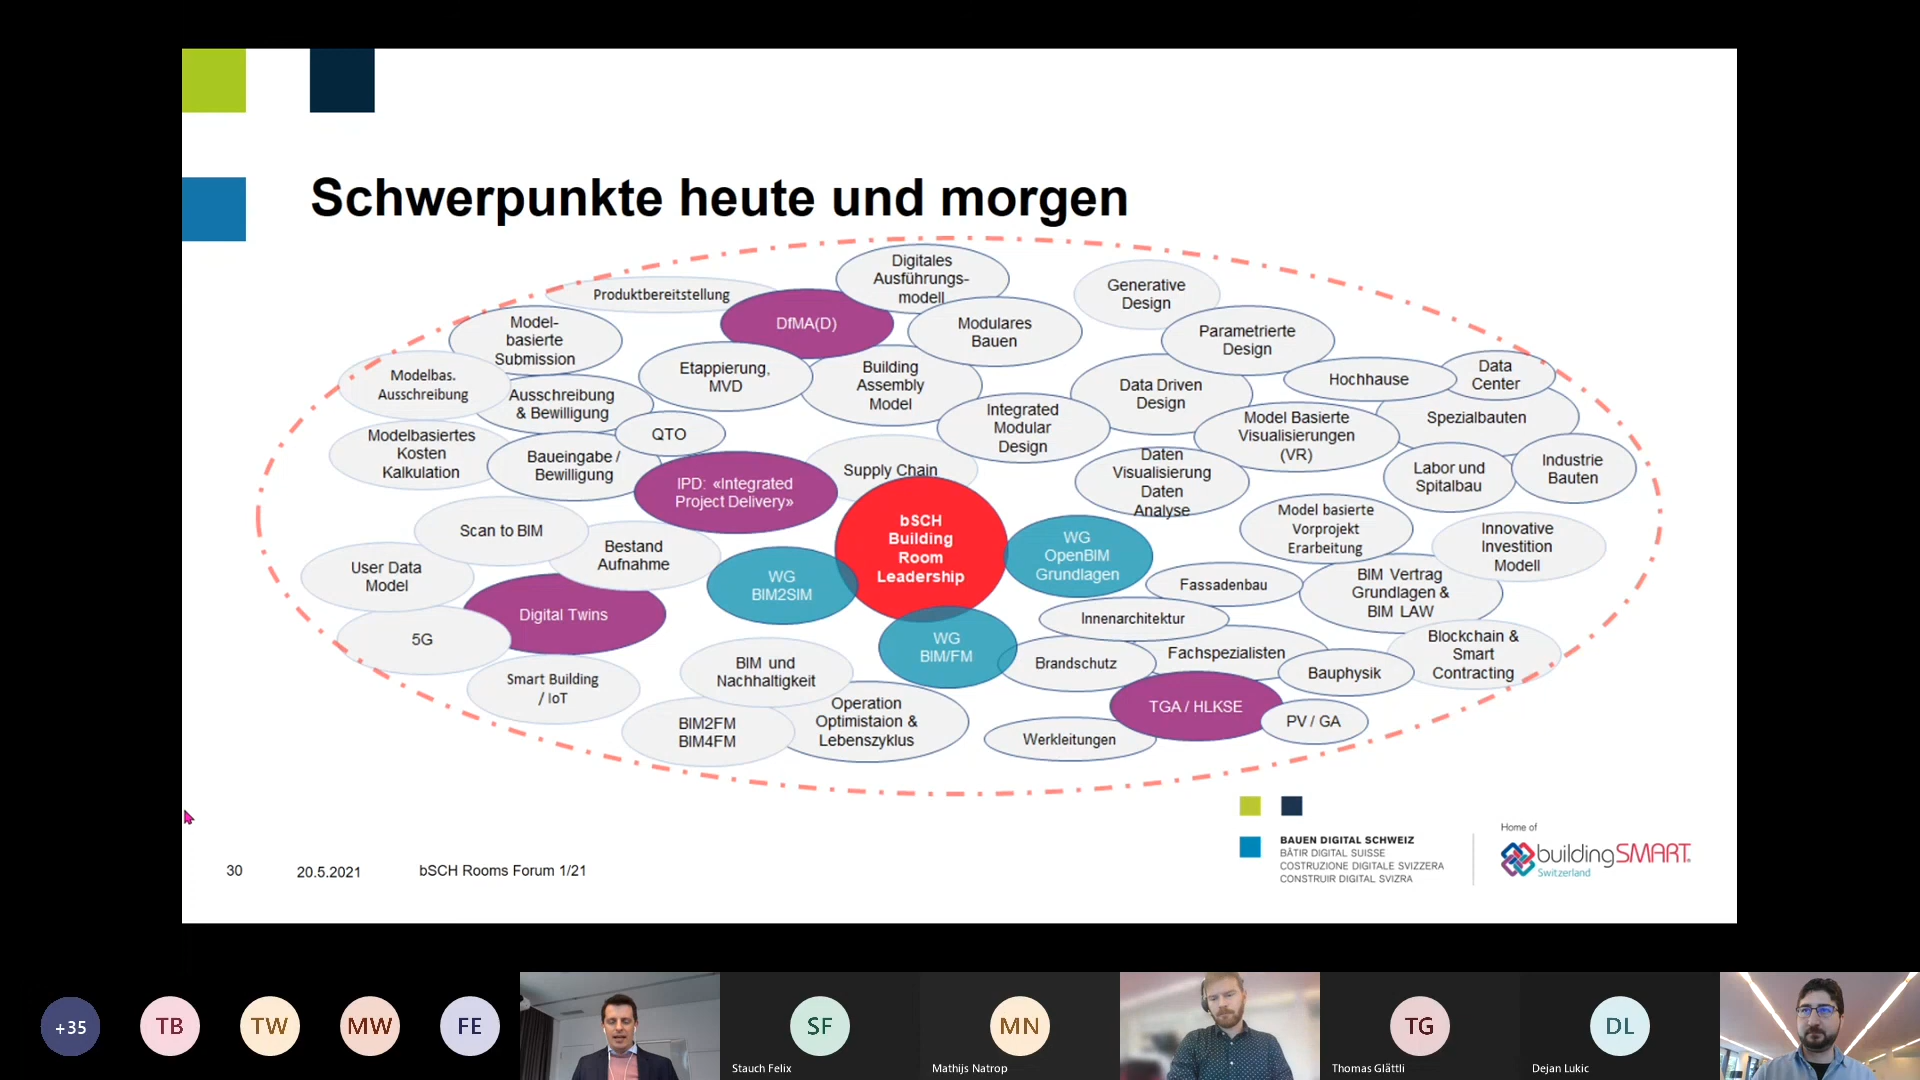 Schwerpunkte heute und morgen
Digitales
Ausführungs-
modell
Generative
Design
Produktbereitstellung
DfMA(D)
Modulares
Bauen
Parametrierte
Design
Model-
basierte
Submission
Etappierung,
MVD
Building
Assembly
Model
Data Driven
Design
Hochhause
Data
Center
Modelbas.
Ausschreibung
Ausschreibung
& Bewilligung
QTO
Integrated
Modular
Design
Model Basierte
Visualisierungen
(VR)
Spezialbauten
Modelbasiertes
Kosten
Kalkulation
Baueingabe /
Bewilligung
IPD: «Integrated
Project Delivery»
Supply Chain
Daten
Visualisierung
Daten
Analyse
Labor und
Spitalbau
Industrie
Bauten
Scan to BIM
Bestand
Aufnahme
bSCH
Building
Room
Leadership
WG
OpenBIM
Grundlagen
Model basierte
Vorprojekt
Erarbeitung
Innovative
Investition
Modell
User Data
Model
WG
BIM2SIM
Fassadenbau
BIM Vertrag
Grundlagen &
BIM LAW
Digital Twins
Innenarchitektur
5G
WG
BIM/FM
Brandschutz
Fachspezialisten
Bauphysik
Blockchain &
Smart
Contracting
Smart Building
/ IoT
BIM und
Nachhaltigkeit
TGA / HLKSE
PV / GA
BIM2FM
BIM4FM
Operation
Optimistaion &
Lebenszyklus
Werkleitungen
30
20.5.2021
bSCH Rooms Forum 1/21
BAUEN DIGITAL SCHWEIZ
BÂTIR DIGITAL SUISSE
COSTRUZIONE DIGITALE SVIZZERA
CONSTRUIR DIGITAL SVIZRA
Home of
buildingSMART
Switzerland
+35
TB
TW
MW
FE
SF
Stauch Felix
MN
Mathijs Natrop
TG
Thomas Glättli
DL
Dejan Lukic